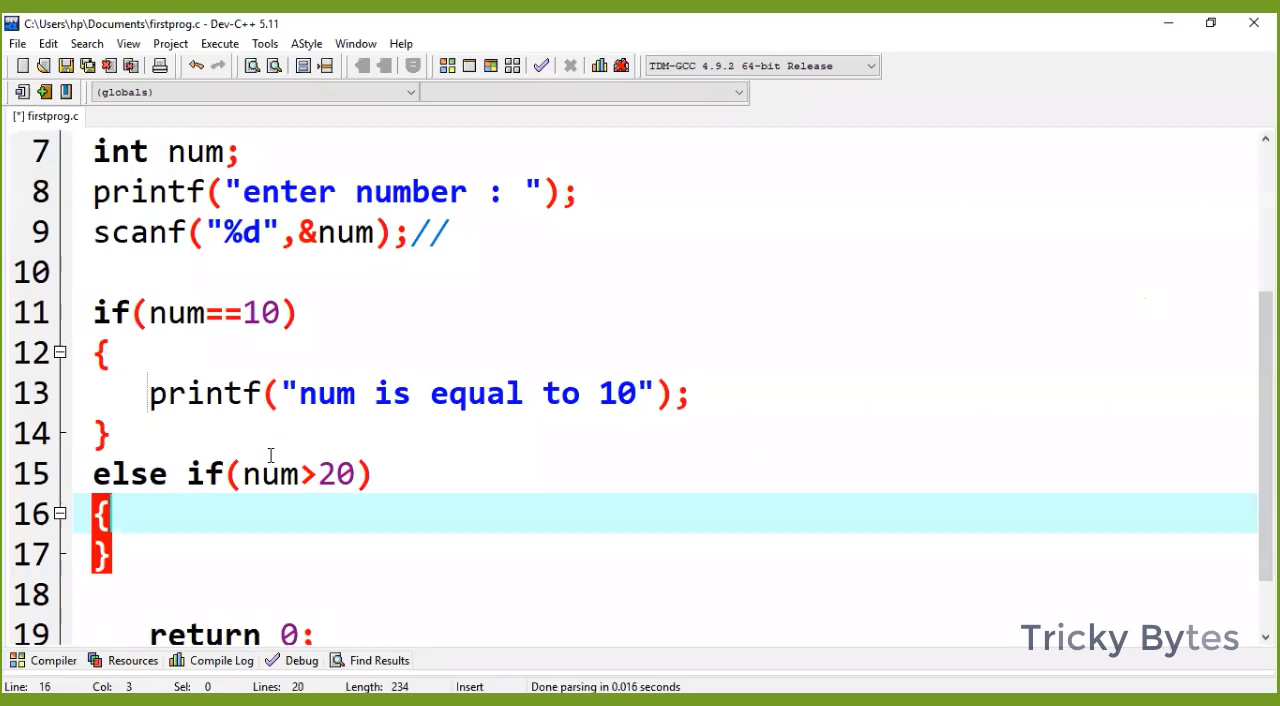 C:\Users\hp\Documents\firstprog.c - Dev-C++ 5.11
File Edit Search View Project Execute Tools AStyle Window Help
TDM-GCC 4.9.2 64-bit Release
(globals)
[*] firstprog.c
7 int num;
8 printf("enter number : ");
9 scanf("%d",&num);//
10
11 if(num==10)
12 {
13 printf("num is equal to 10");
14 }
15 else if(num>20)
16 {
17 }
18
19 return 0;
Tricky Bytes
Compiler Resources Compile Log Debug Find Results
Line: 16 Col: 3 Sel: 0 Lines: 20 Length: 234 Insert Done parsing in 0.016 seconds